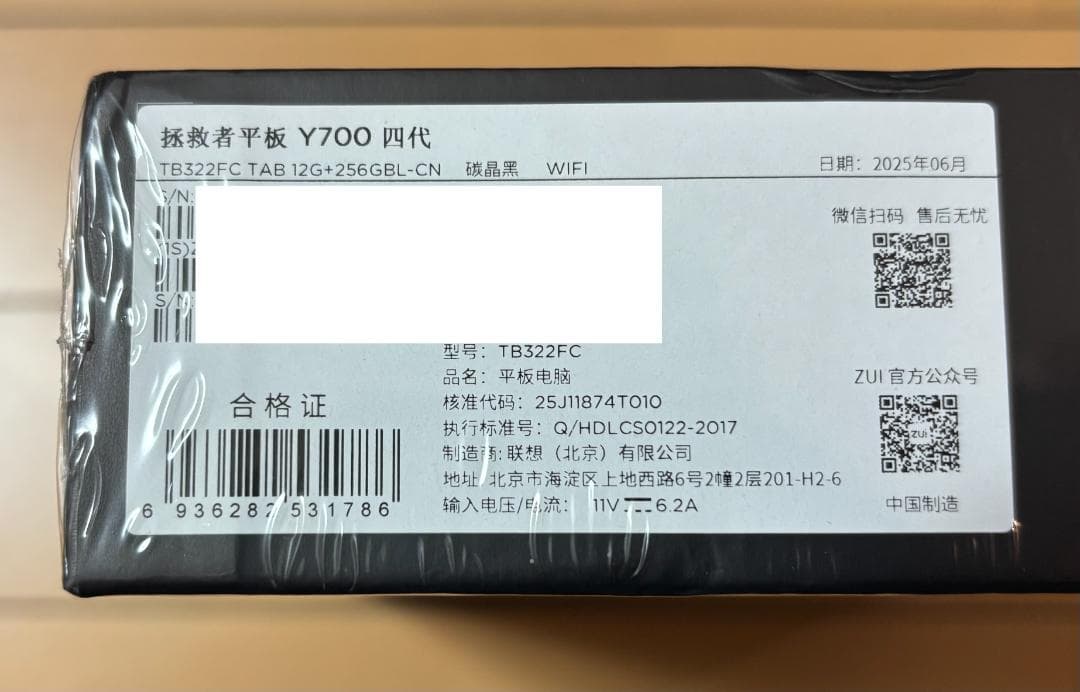 拯救者平板 Y700 四代
TB322FC TAB 12G+256GBL-CN 碳晶黑 WIFI
日期：2025年06月
S/N:
(1S)Z
S/N:
微信扫码 售后无忧
型号：TB322FC
品名：平板电脑
核准代码：25J11874T010
执行标准号：Q/HDLCS0122-2017
制造商:联想（北京）有限公司
地址:北京市海淀区上地西路6号2幢2层201-H2-6
输入电压/电流： 11V⎓6.2A
合格证
6 936282 531786
ZUI 官方公众号
ZUI
中国制造